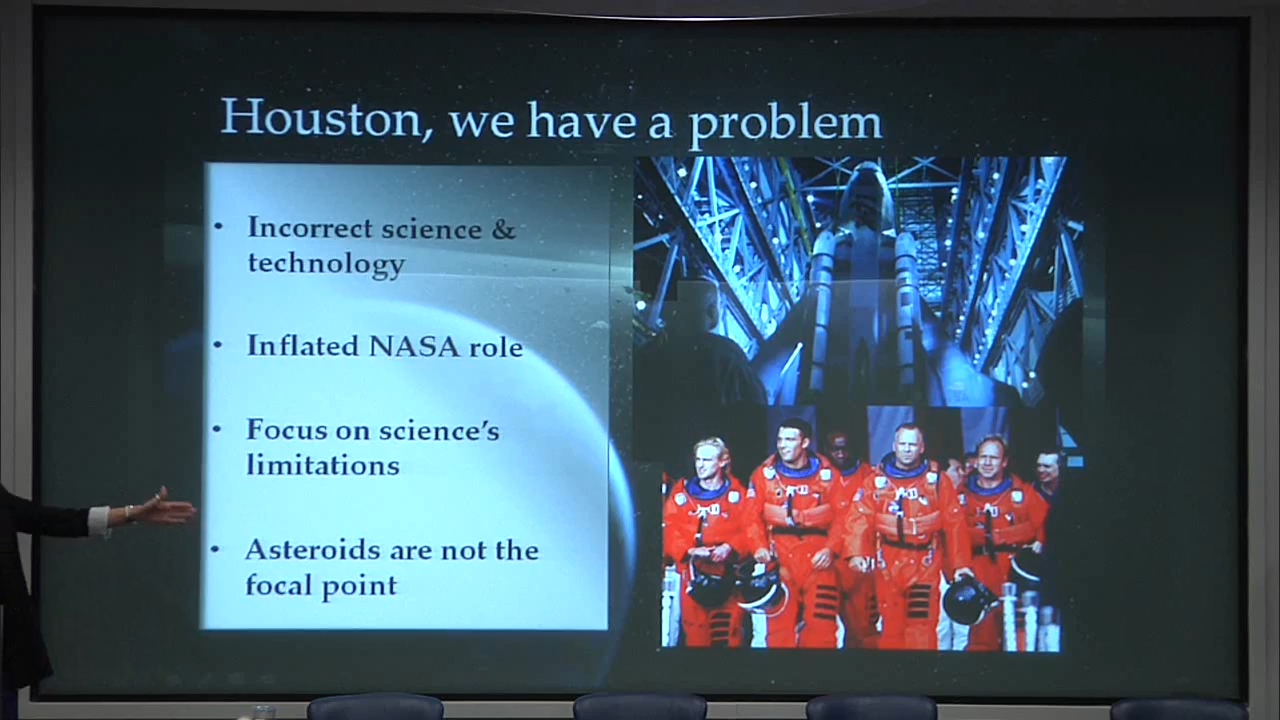 Houston, we have a problem
• Incorrect science &
technology
• Inflated NASA role
• Focus on science's
limitations
• Asteroids are not the
focal point